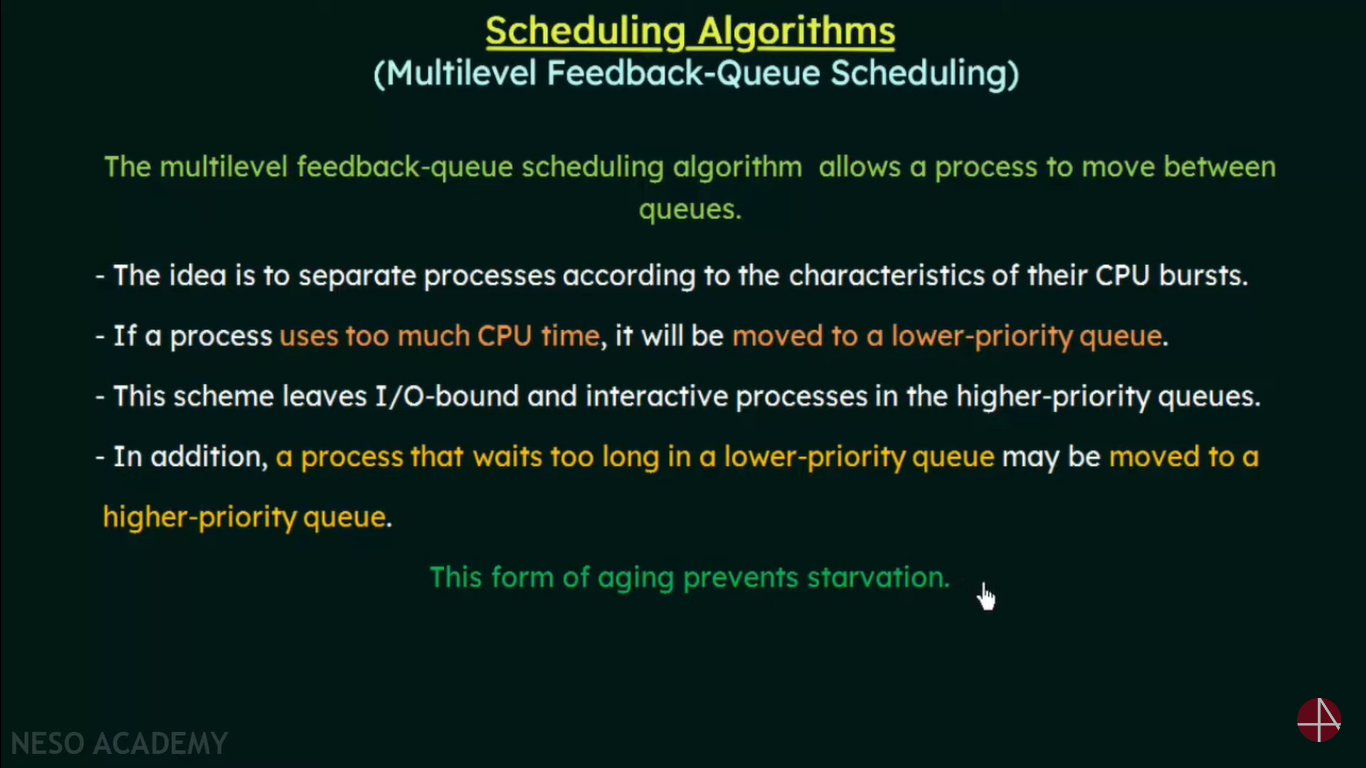 Scheduling Algorithms
(Multilevel Feedback-Queue Scheduling)
The multilevel feedback-queue scheduling algorithm allows a process to move between
queues.
- The idea is to separate processes according to the characteristics of their CPU bursts.
- If a process uses too much CPU time, it will be moved to a lower-priority queue.
- This scheme leaves I/O-bound and interactive processes in the higher-priority queues.
- In addition, a process that waits too long in a lower-priority queue may be moved to a
higher-priority queue.
This form of aging prevents starvation.
NESO ACADEMY